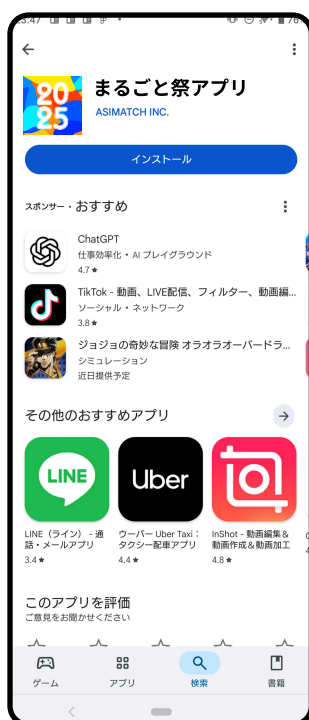 23:47
76%
2025
まるごと祭アプリ
ASIMATCH INC.
インストール
スポンサー・おすすめ
ChatGPT
仕事効率化・AI プレイグラウンド
4.7★
TikTok - 動画、LIVE配信、フィルター、動画編...
ソーシャル・ネットワーク
3.8★
ジョジョの奇妙な冒険 オラオラオーバードラ...
シミュレーション
近日提供予定
その他のおすすめアプリ
LINE
Uber
LINE(ライン) - 通
話・メールアプリ
3.4★
ウーバー Uber Taxi:
タクシー配車アプリ
4.4★
InShot - 動画編集&
動画作成&動画加工
4.8★
このアプリを評価
ご意見をお聞かせください
ゲーム
アプリ
検索
書籍